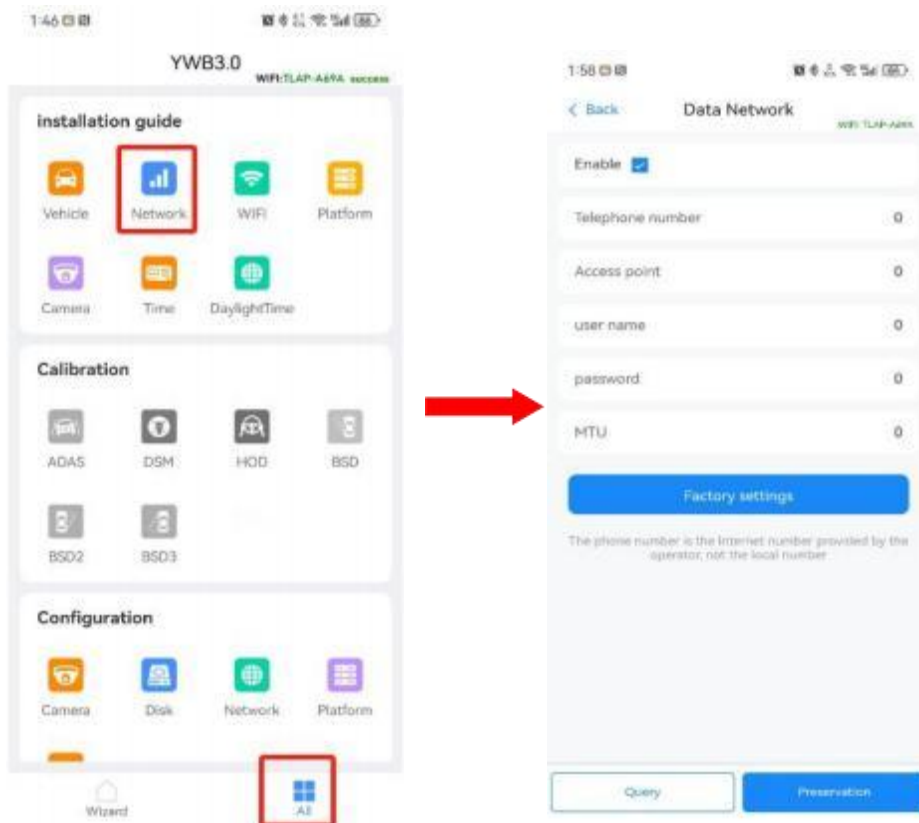 1:46
YWB3.0
WIFI:TLAP-A69A success
installation guide
Vehicle
Network
WIFI
Platform
Camera
Time
DaylightTime
Calibration
ADAS
DSM
HOD
BSD
BSD2
BSD3
Configuration
Camera
Disk
Network
Platform
Wizard
All
1:58
< Back
Data Network
WIFI:TLAP-A69A
Enable
Telephone number 0
Access point 0
user name 0
password 0
MTU 0
Factory settings
The phone number is the Internet number provided by the
operator, not the local number
Query
Preservation